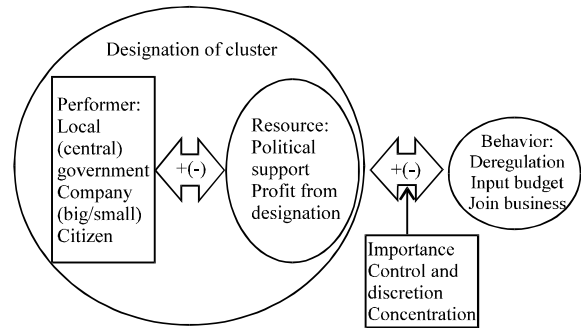 Designation of cluster
Performer:
Local
(central)
government
Company
(big/small)
Citizen
+(-)
Resource:
Political
support
Profit from
designation
+(-)
Behavior:
Deregulation
Input budget
Join business
Importance
Control and
discretion
Concentration